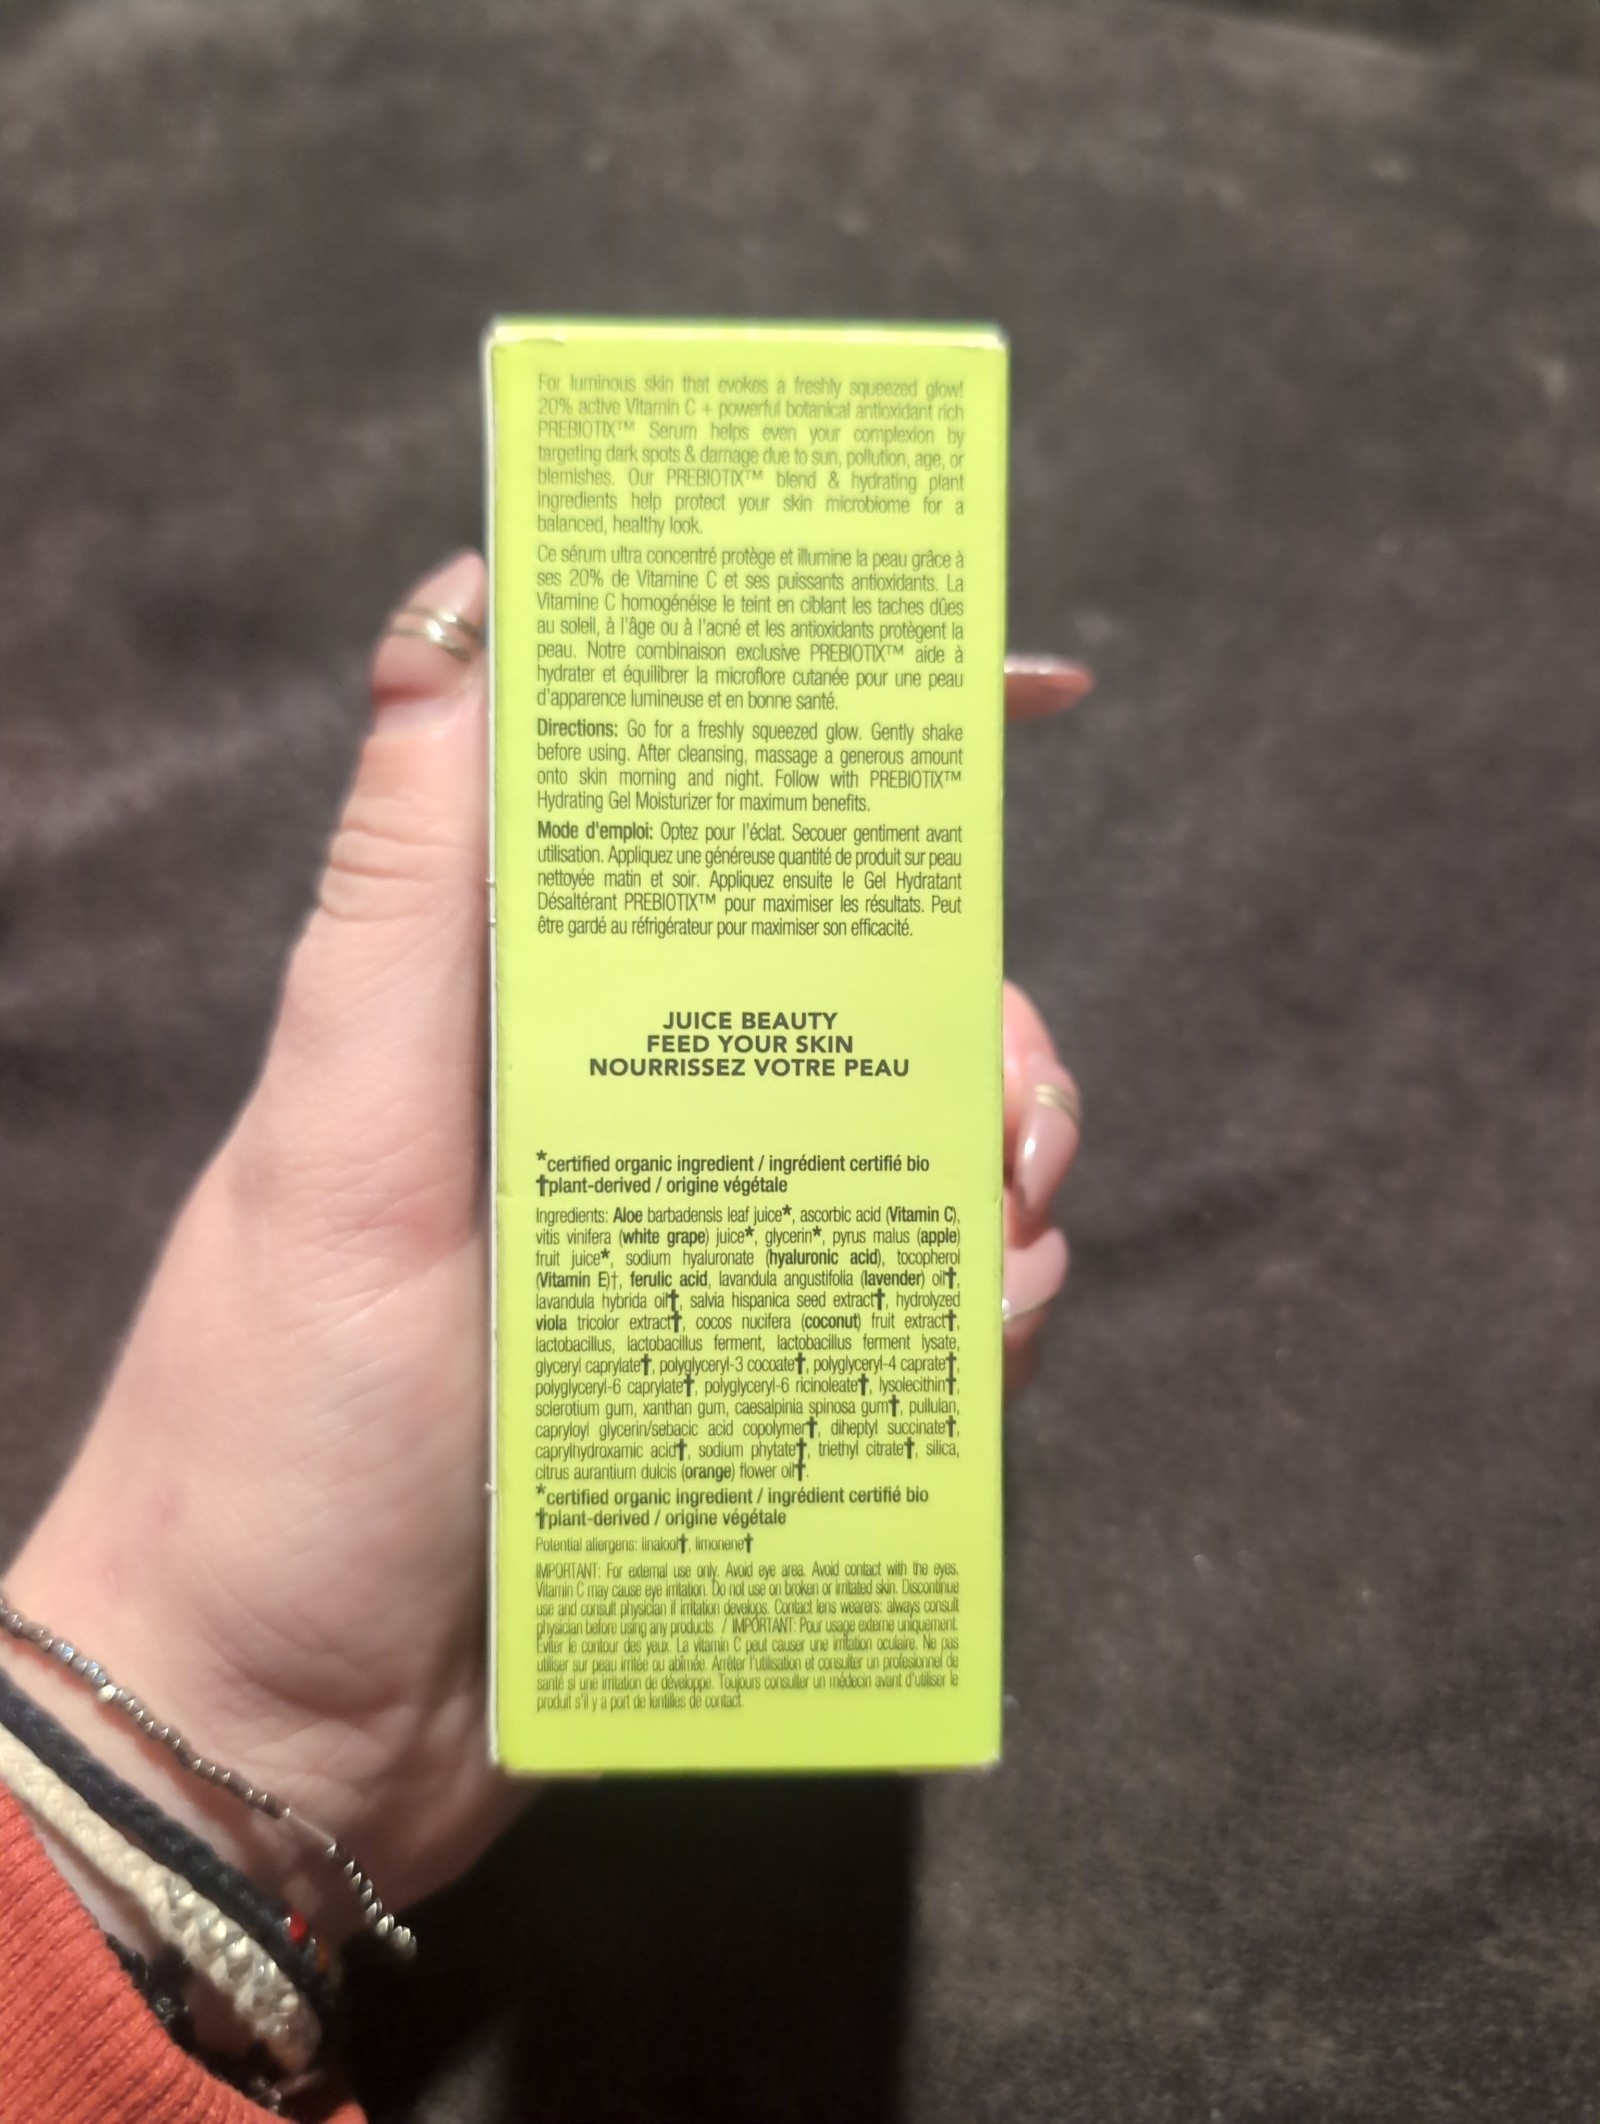 For luminous skin that evokes a freshly squeezed glow!
20% active Vitamin C + powerful botanical antioxidant rich
PREBIOTIX™ Serum helps even your complexion by
targeting dark spots & damage due to sun, pollution, age, or
blemishes. Our PREBIOTIX™ blend & hydrating plant
ingredients help protect your skin microbiome for a
balanced, healthy look.
Ce sérum ultra concentré protège et illumine la peau grâce à
ses 20% de Vitamine C et ses puissants antioxidants. La
Vitamine C homogénéise le teint en ciblant les taches dûes
au soleil, à l'âge ou à l'acné et les antioxidants protègent la
peau. Notre combinaison exclusive PREBIOTIX™ aide à
hydrater et équilibrer la microflore cutanée pour une peau
d'apparence lumineuse et en bonne santé.
Directions: Go for a freshly squeezed glow. Gently shake
before using. After cleansing, massage a generous amount
onto skin morning and night. Follow with PREBIOTIX™
Hydrating Gel Moisturizer for maximum benefits.
Mode d'emploi: Optez pour l'éclat. Secouer gentiment avant
utilisation. Appliquez une généreuse quantité de produit sur peau
nettoyée matin et soir. Appliquez ensuite le Gel Hydratant
Désaltérant PREBIOTIX™ pour maximiser les résultats. Peut
être gardé au réfrigérateur pour maximiser son efficacité.
JUICE BEAUTY
FEED YOUR SKIN
NOURRISSEZ VOTRE PEAU
*certified organic ingredient / ingrédient certifié bio
†plant-derived / origine végétale
Ingredients: Aloe barbadensis leaf juice*, ascorbic acid (Vitamin C),
vitis vinifera (white grape) juice*, glycerin*, pyrus malus (apple)
fruit juice*, sodium hyaluronate (hyaluronic acid), tocopherol
(Vitamin E)†, ferulic acid, lavandula angustifolia (lavender) oil†,
lavandula hybrida oil†, salvia hispanica seed extract†, hydrolyzed
viola tricolor extract†, cocos nucifera (coconut) fruit extract†,
lactobacillus, lactobacillus ferment, lactobacillus ferment lysate,
glyceryl caprylate†, polyglyceryl-3 cocoate†, polyglyceryl-4 caprate†,
polyglyceryl-6 caprylate†, polyglyceryl-6 ricinoleate†, lysolecithin†,
sclerotium gum, xanthan gum, caesalpinia spinosa gum†, pullulan,
capryloyl glycerin/sebacic acid copolymer†, diheptyl succinate†,
caprylhydroxamic acid†, sodium phytate†, triethyl citrate†, silica,
citrus aurantium dulcis (orange) flower oil†.
*certified organic ingredient / ingrédient certifié bio
†plant-derived / origine végétale
Potential allergens: linalool†, limonene†
IMPORTANT: For external use only. Avoid eye area. Avoid contact with the eyes.
Vitamin C may cause eye irritation. Do not use on broken or irritated skin. Discontinue
use and consult physician if irritation develops. Contact lens wearers: always consult
physician before using any products. / IMPORTANT: Pour usage externe uniquement.
Éviter le contour des yeux. La vitamin C peut causer une irritation oculaire. Ne pas
utiliser sur peau irritée ou abîmée. Arrêter l'utilisation et consulter un profesionnel de
santé si une irritation de développe. Toujours consulter un médecin avant d'utiliser le
produit s'il y a port de lentilles de contact.